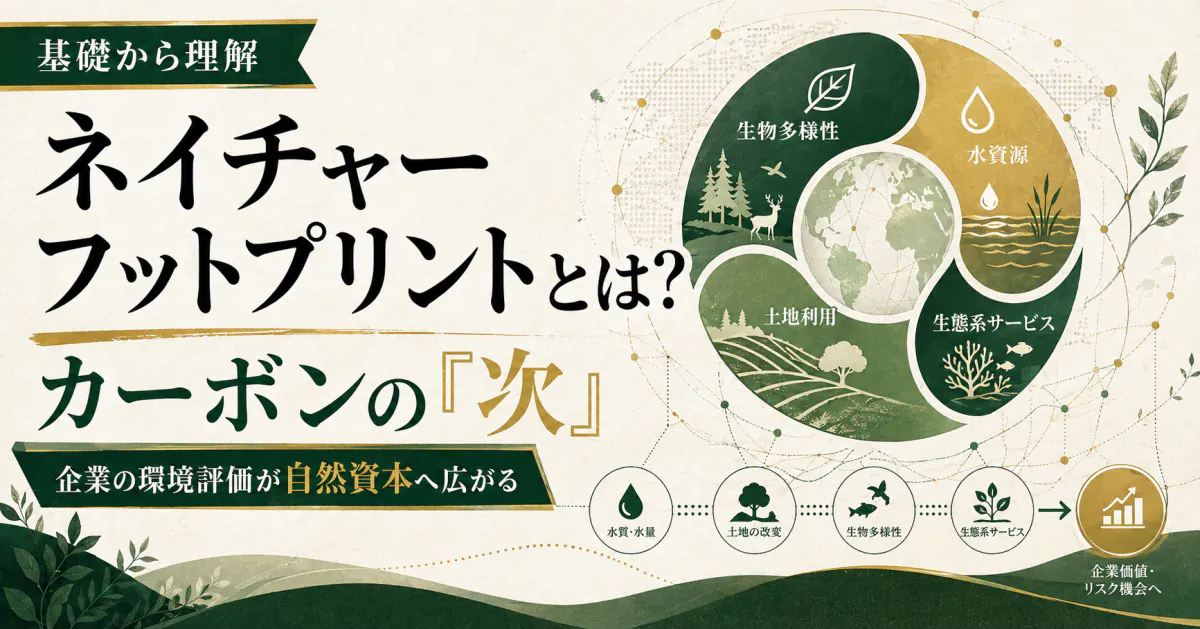 基礎から理解
ネイチャー
フットプリントとは?
カーボンの『次』
企業の環境評価が自然資本へ広がる
生物多様性
水資源
土地利用
生態系サービス
水質・水量
土地の改変
生物多様性
生態系サービス
企業価値・
リスク機会へ